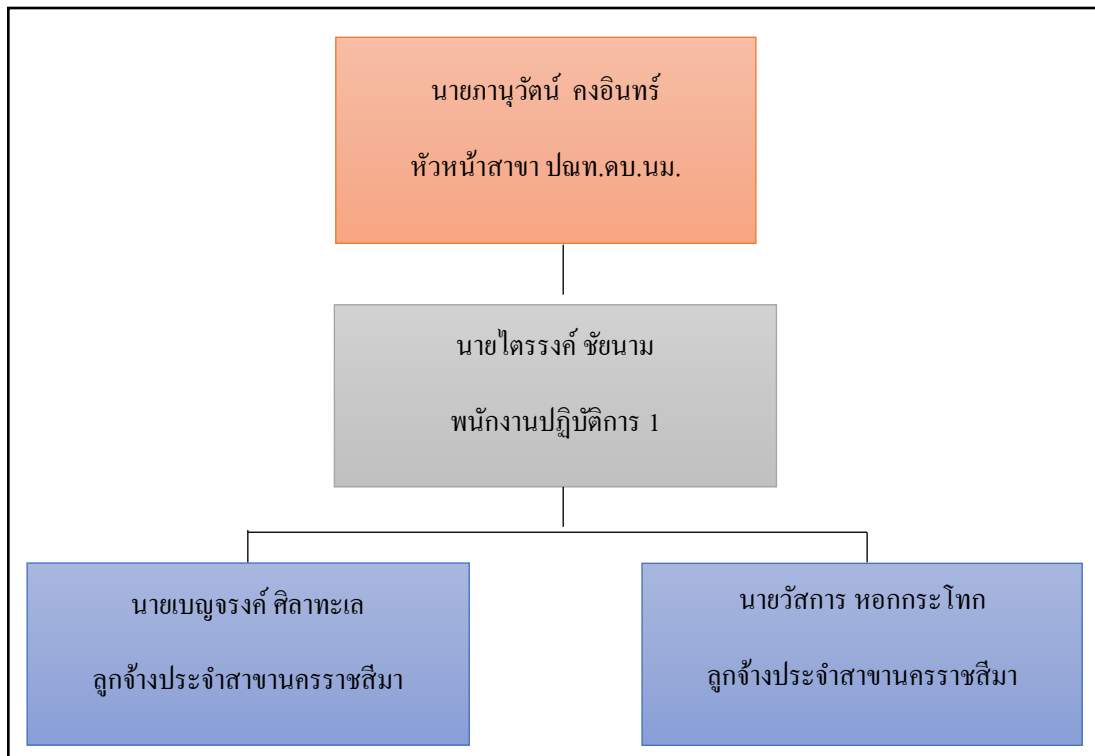 นายภานุวัตน์ คงอินทร์
หัวหน้าสาขา ปณท.ดบ.นม.
นายไตรรงค์ ชัยนาม
พนักงานปฏิบัติการ 1
นายเบญจรงค์ ศิลาทะเล
ลูกจ้างประจำสาขานครราชสีมา
นายวัสการ หอกกระโทก
ลูกจ้างประจำสาขานครราชสีมา